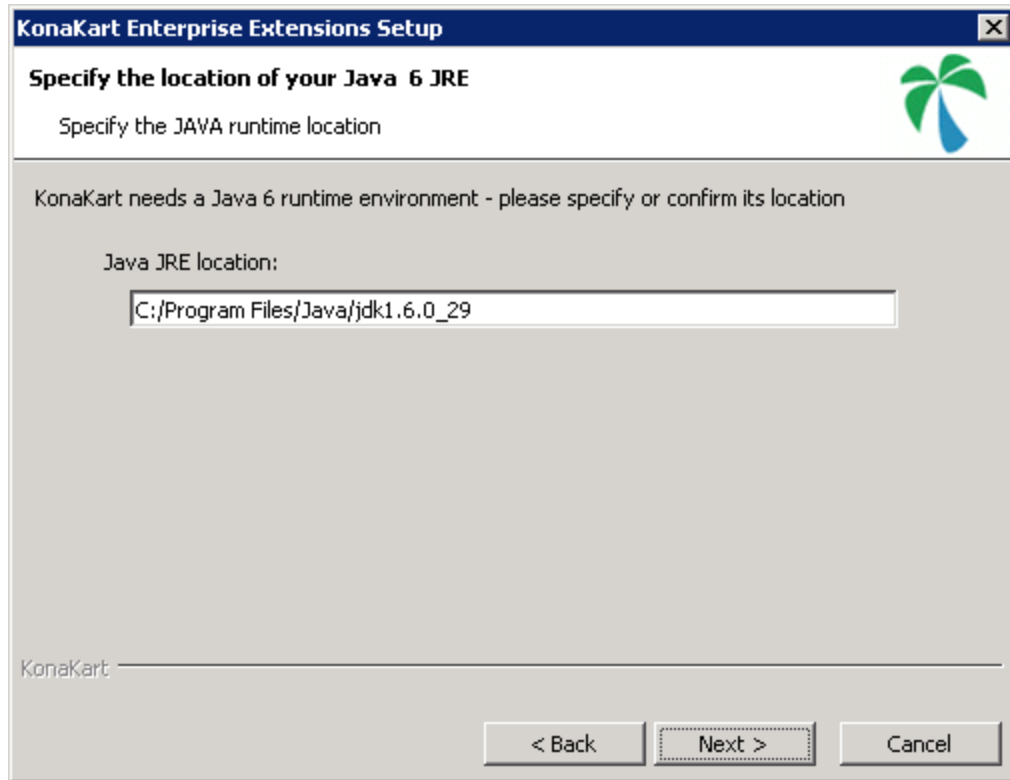 KonaKart Enterprise Extensions Setup
Specify the location of your Java 6 JRE
Specify the JAVA runtime location
KonaKart needs a Java 6 runtime environment - please specify or confirm its location
Java JRE location:
C:/Program Files/Java/jdk1.6.0_29
KonaKart
< Back Next > Cancel